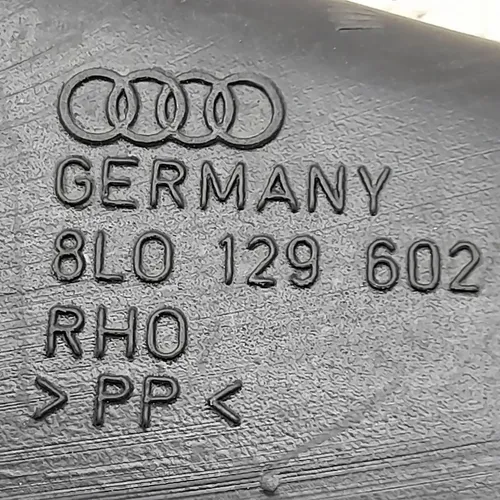 GERMANY
8L0 129 602
RHO
> PP <